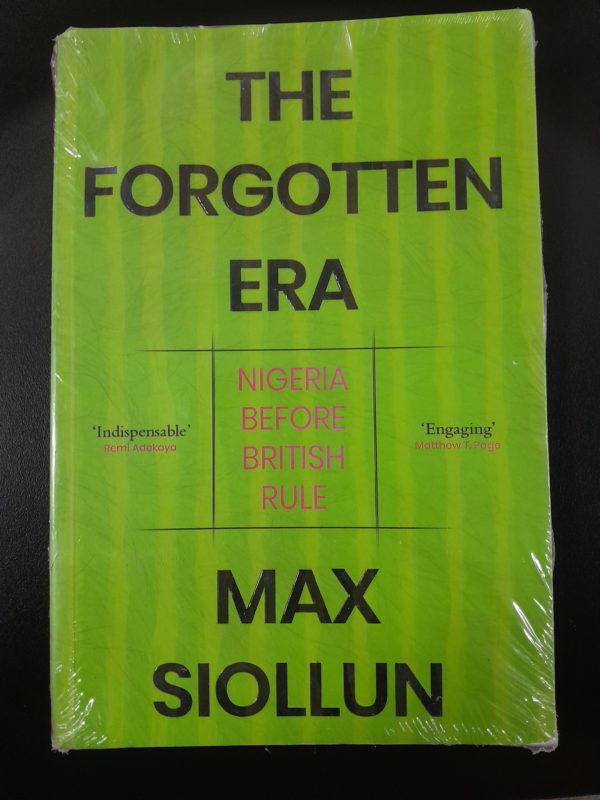 THE
FORGOTTEN
ERA
NIGERIA
BEFORE
BRITISH
RULE
‘Indispensable’
Remi Adekoya
‘Engaging’
Matthew T. Page
MAX
SIOLLUN